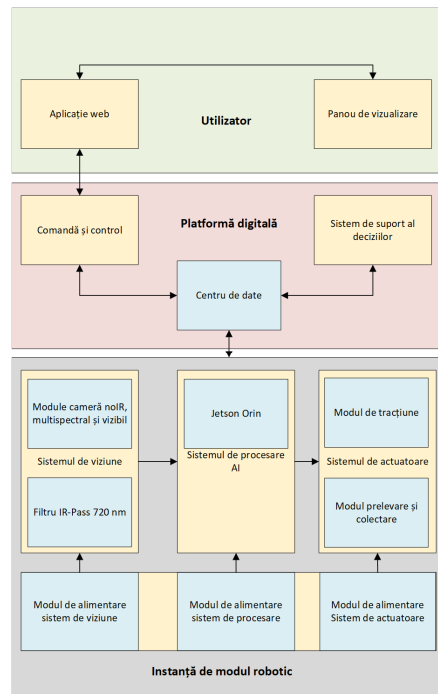 Aplicație web
Utilizator
Panou de vizualizare
Platformă digitală
Comandă și control
Sistem de suport al
deciziilor
Centru de date
Module cameră noIR,
multispectral și vizibil
Sistemul de viziune
Filtru IR-Pass 720 nm
Jetson Orin
Sistemul de procesare
AI
Modul de tracțiune
Sistemul de actuatoare
Modul prelevare și
colectare
Modul de alimentare
sistem de viziune
Modul de alimentare
sistem de procesare
Modul de alimentare
Sistem de actuatoare
Instanță de modul robotic